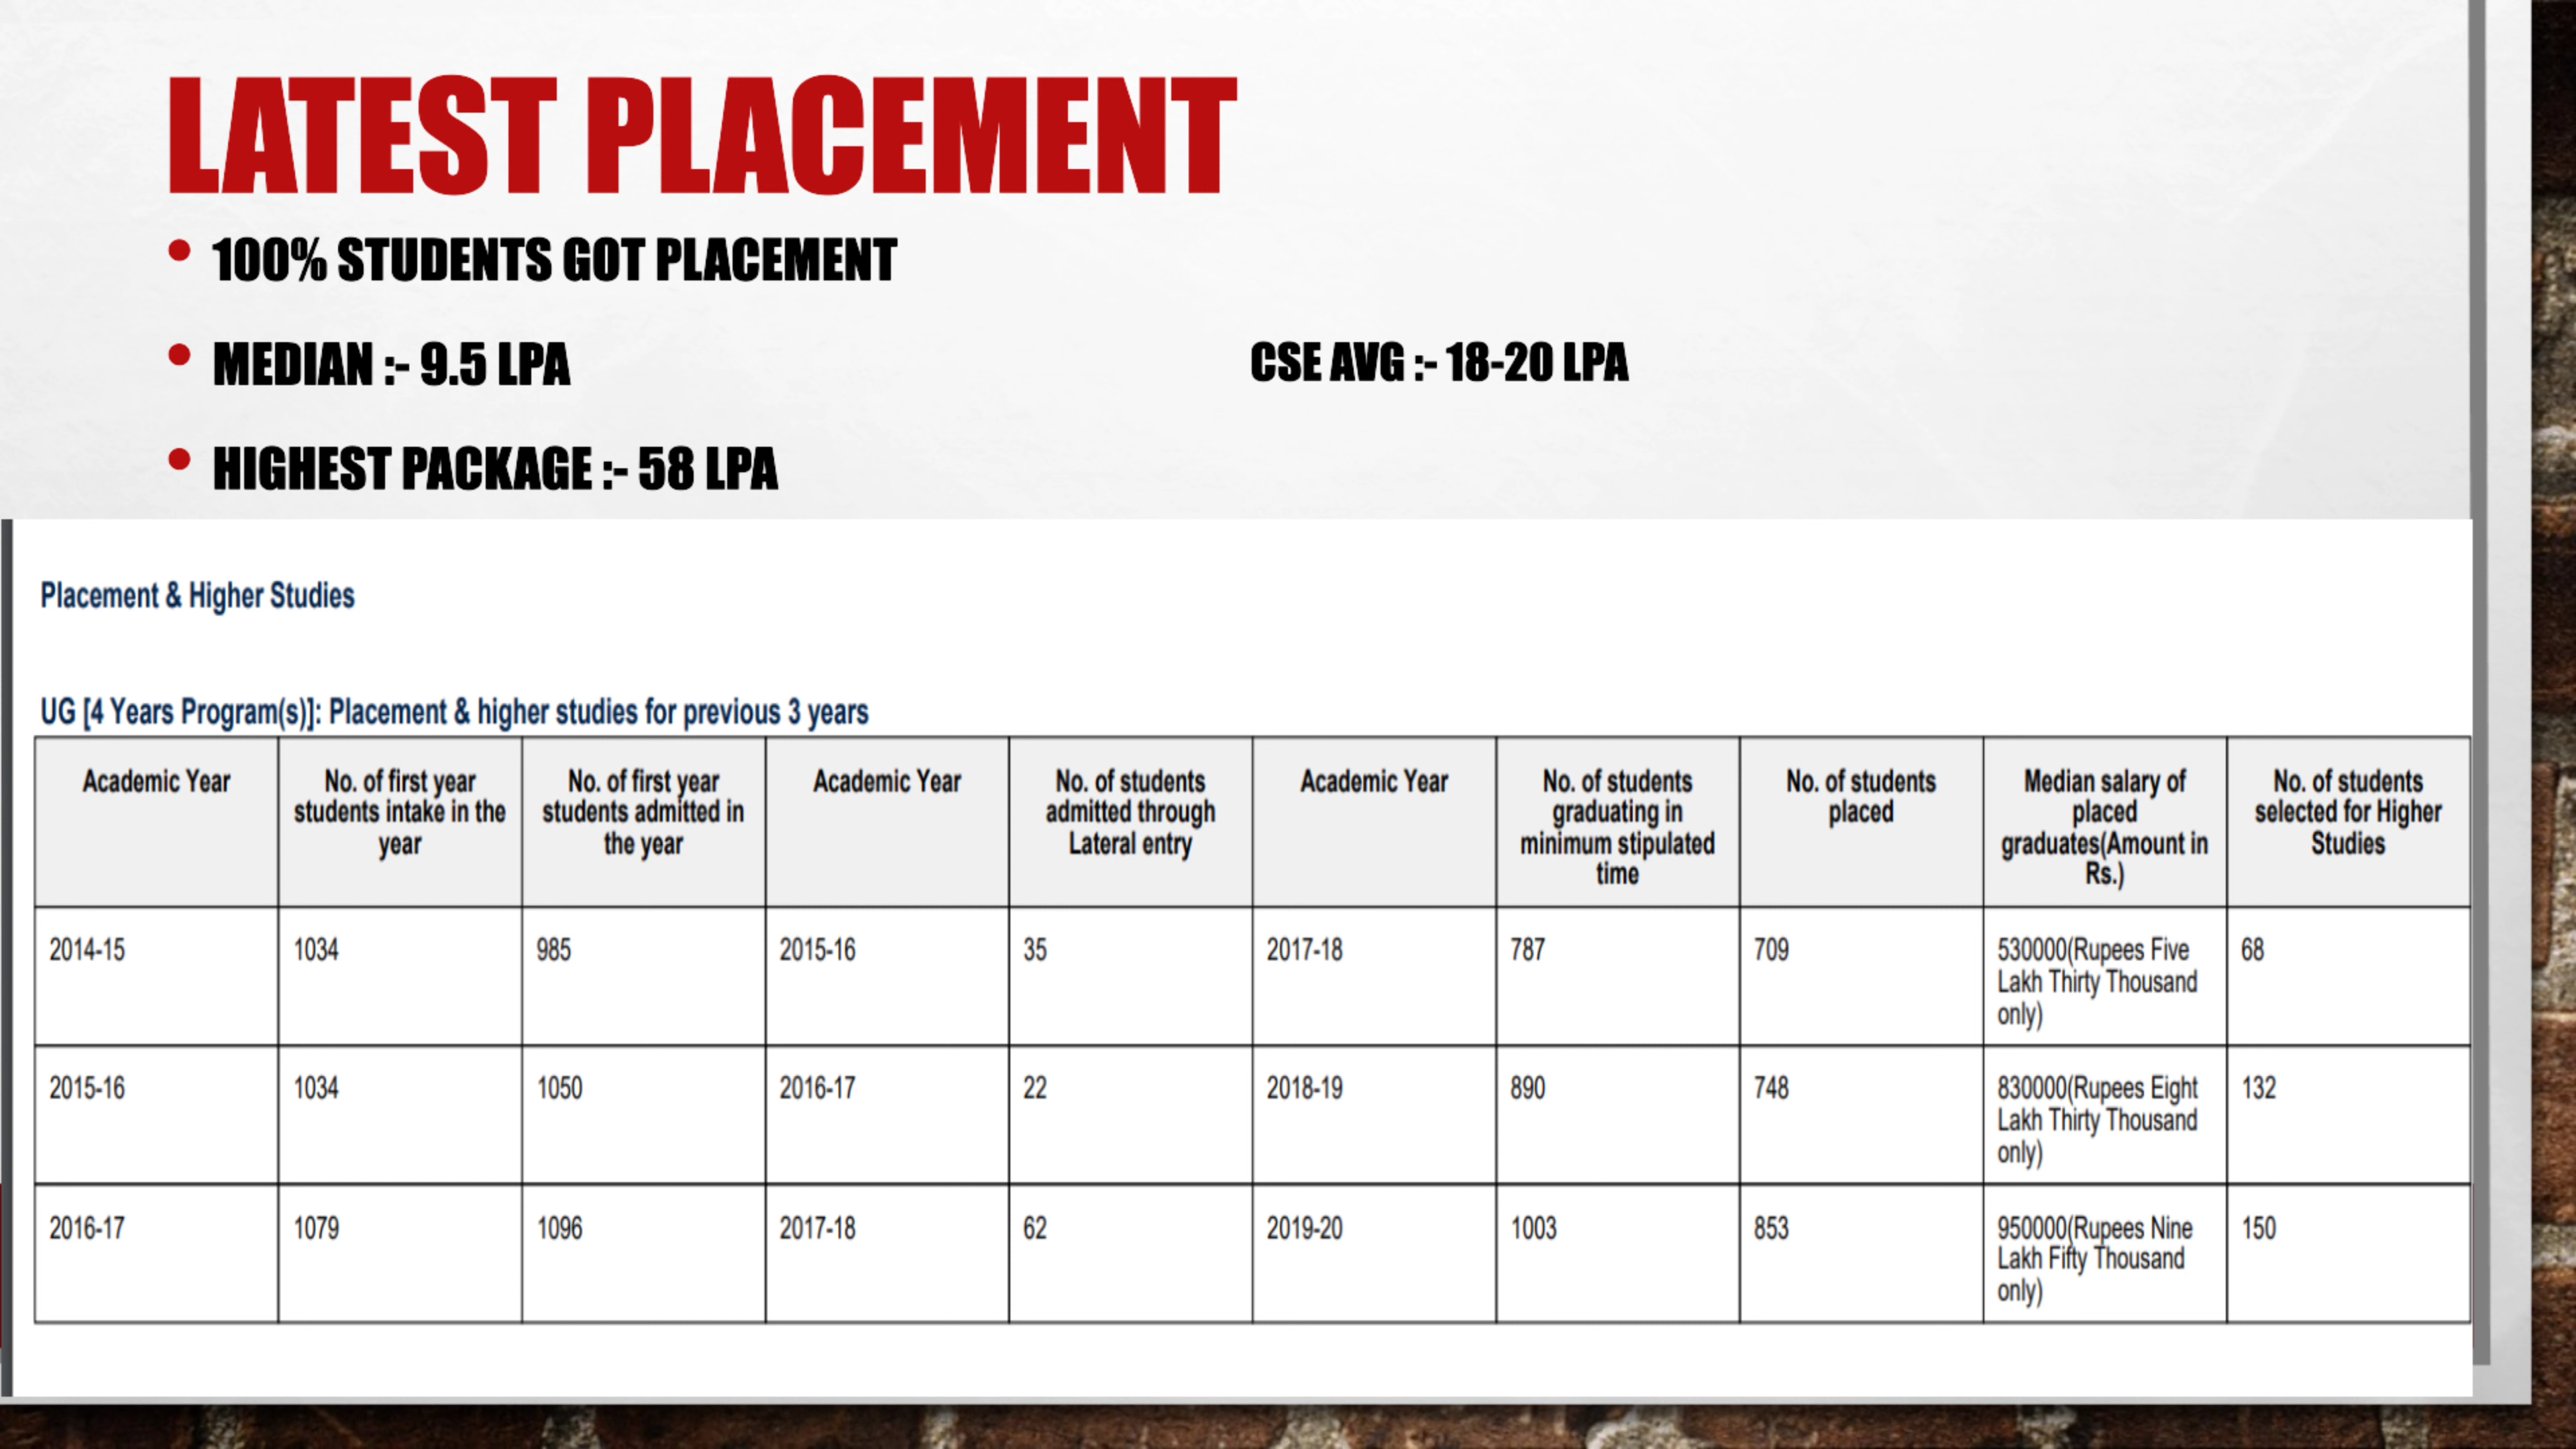 LATEST PLACEMENT
• 100% STUDENTS GOT PLACEMENT
• MEDIAN :- 9.5 LPA CSE AVG :- 18-20 LPA
• HIGHEST PACKAGE :- 58 LPA
Placement & Higher Studies
UG [4 Years Program(s)]: Placement & higher studies for previous 3 years
Academic Year
No. of first year
students intake in the
year
No. of first year
students admitted in
the year
Academic Year
No. of students
admitted through
Lateral entry
Academic Year
No. of students
graduating in
minimum stipulated
time
No. of students
placed
Median salary of
placed
graduates(Amount in
Rs.)
No. of students
selected for Higher
Studies
2014-15
1034
985
2015-16
35
2017-18
787
709
530000(Rupees Five
Lakh Thirty Thousand
only)
68
2015-16
1034
1050
2016-17
22
2018-19
890
748
830000(Rupees Eight
Lakh Thirty Thousand
only)
132
2016-17
1079
1096
2017-18
62
2019-20
1003
853
950000(Rupees Nine
Lakh Fifty Thousand
only)
150